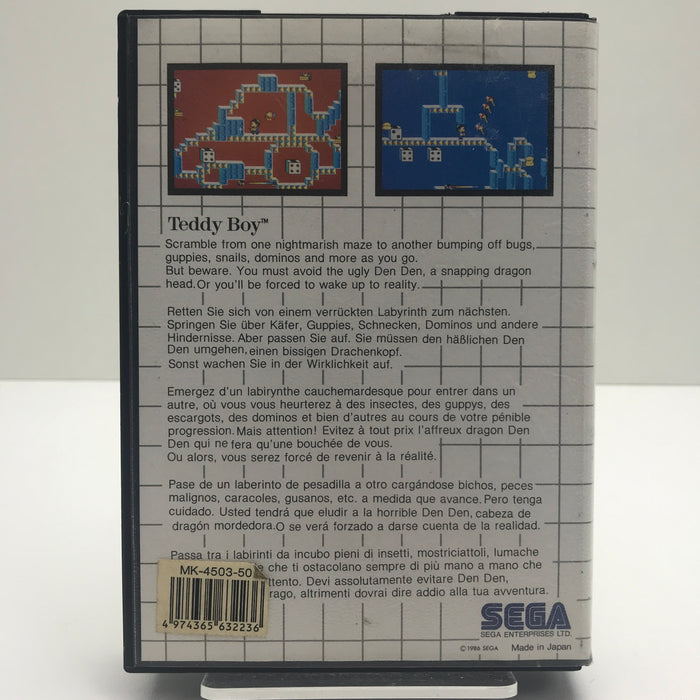 Teddy Boy™
Scramble from one nightmarish maze to another bumping off bugs,
guppies, snails, dominos and more as you go.
But beware. You must avoid the ugly Den Den, a snapping dragon
head. Or you'll be forced to wake up to reality.
Retten Sie sich von einem verrückten Labyrinth zum nächsten.
Springen Sie über Käfer, Guppies, Schnecken, Dominos und andere
Hindernisse. Aber passen Sie auf. Sie müssen den häßlichen Den
Den umgehen, einen bissigen Drachenkopf.
Sonst wachen Sie in der Wirklichkeit auf.
Emergez d'un labirynthe cauchemardesque pour entrer dans un
autre, où vous vous heurterez à des insectes, des guppys, des
escargots, des dominos et bien d'autres au cours de votre pénible
progression. Mais attention! Evitez à tout prix l'affreux dragon Den
Den qui ne fera qu'une bouchée de vous.
Ou alors, vous serez forcé de revenir à la réalité.
Pase de un laberinto de pesadilla a otro cargándose bichos, peces
malignos, caracoles, gusanos, etc. a medida que avance. Pero tenga
cuidado. Usted tendrá que eludir a la horrible Den Den, cabeza de
dragón mordedora. O se verá forzado a darse cuenta de la realidad.
Passa tra i labirinti da incubo pieni di insetti, mostriciattoli, lumache
che ti ostacolano sempre di più mano a mano che
ttento. Devi assolutamente evitare Den Den,
rago, altrimenti dovrai dire addio alla tua avventura.
MK-4503-50
4 974365 632236
SEGA
SEGA ENTERPRISES LTD.
©1986 SEGA Made in Japan